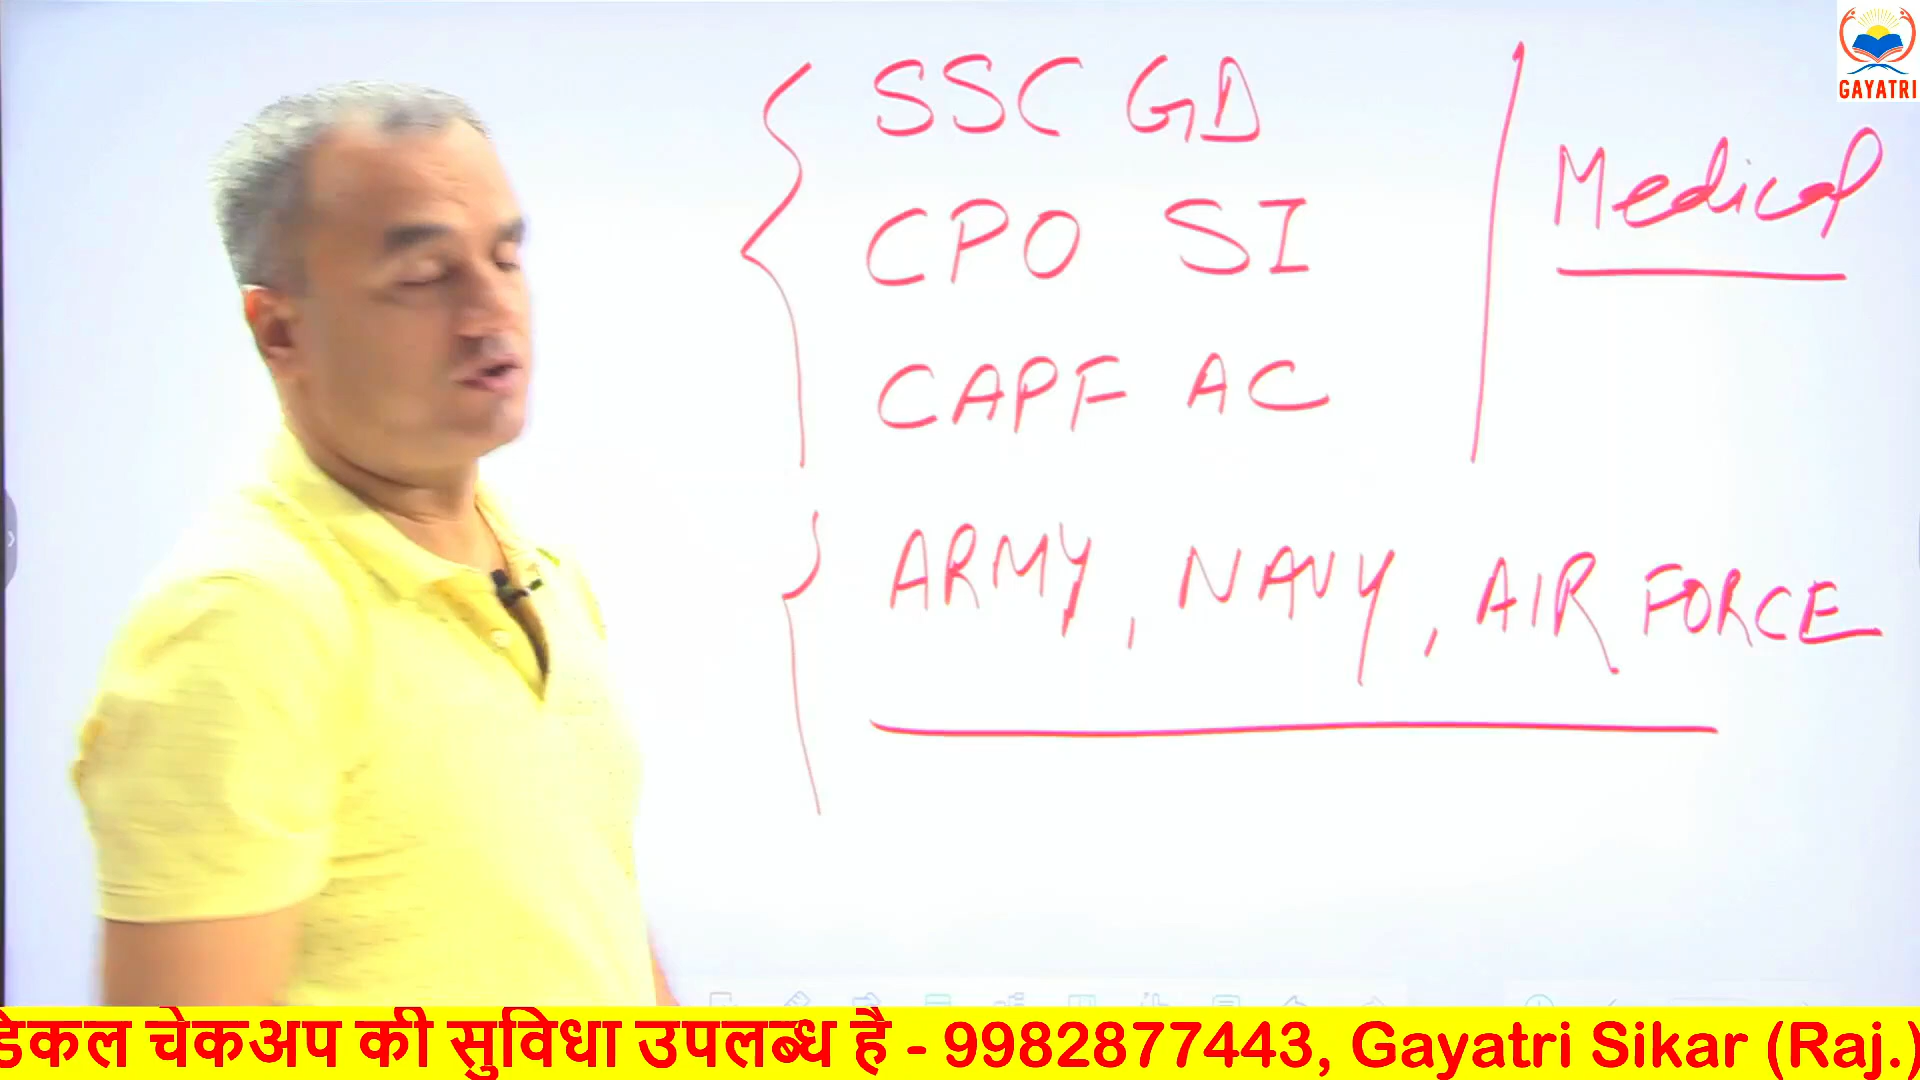 SSC GD
CPO SI
CAPF AC
Medical
ARMY, NAVY, AIR FORCE
GAYATRI
डिकल चेकअप की सुविधा उपलब्ध है - 9982877443, Gayatri Sikar (Raj.)